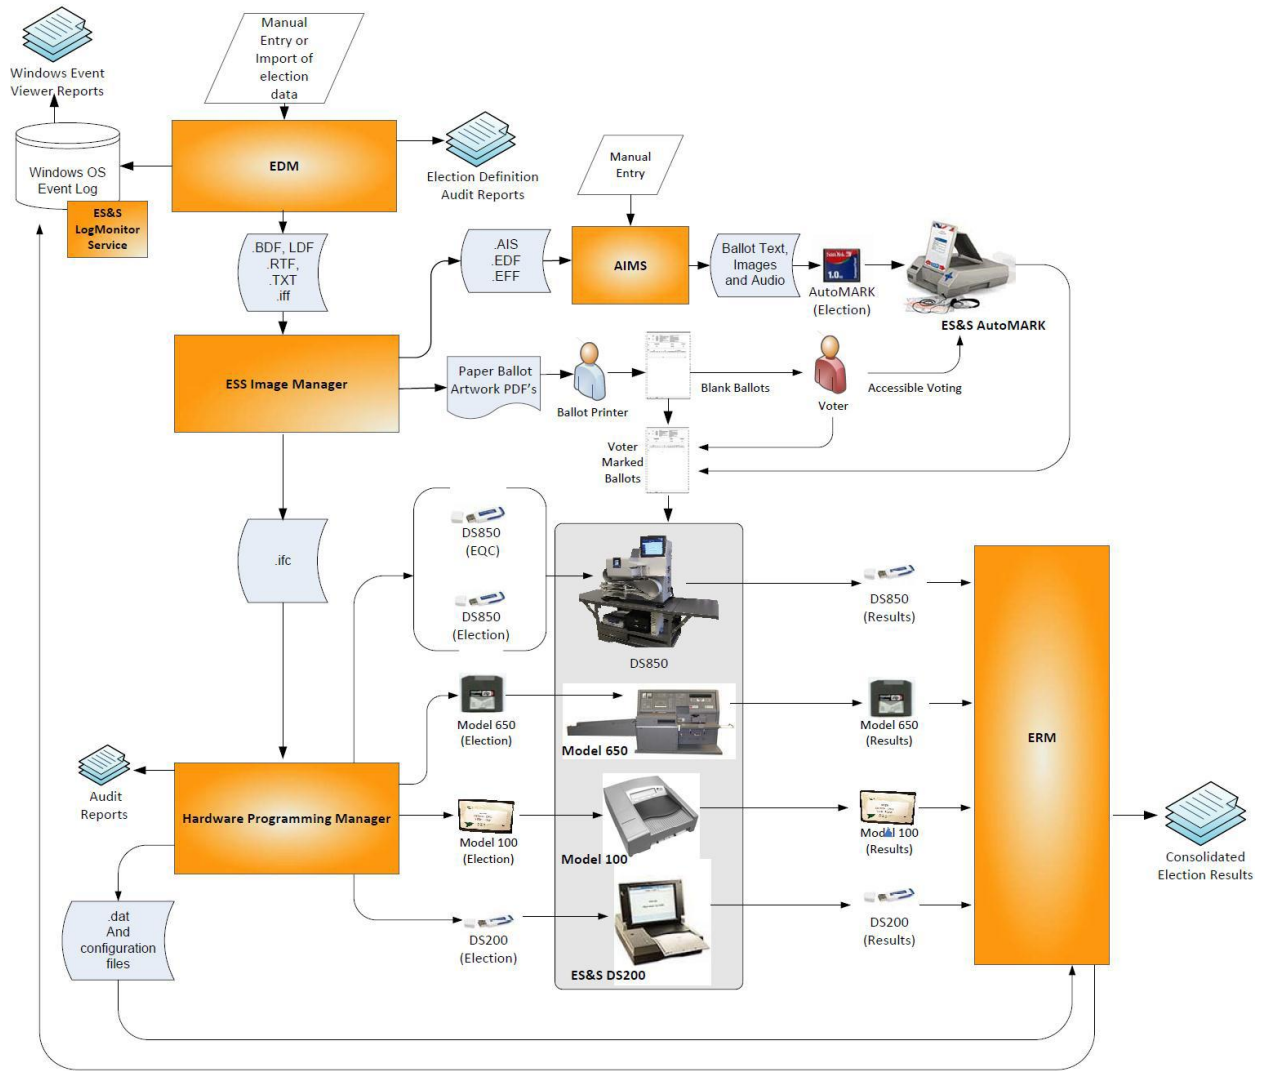 Manual
Entry or
Import of
election
data
Windows Event
Viewer Reports
Windows OS
Event Log
ES&S
LogMonitor
Service
EDM
Election Definition
Audit Reports
Manual
Entry
.BDF, LDF
.RTF,
.TXT
.iff
.AIS
.EDF
.EFF
AIMS
Ballot Text,
Images
and Audio
1.0
AutoMARK
(Election)
ES&S AutoMARK
ESS Image Manager
Paper Ballot
Artwork PDF's
Ballot Printer
Blank Ballots
Voter
Accessible Voting
Voter
Marked
Ballots
.ifc
DS850
(EQC)
DS850
(Election)
DS850
DS850
(Results)
Model 650
(Election)
Model 650
Model 650
(Results)
ERM
Audit
Reports
Hardware Programming Manager
Model 100
(Election)
Model 100
Model 100
(Results)
Consolidated
Election Results
.dat
And
configuration
files
DS200
(Election)
ES&S DS200
DS200
(Results)